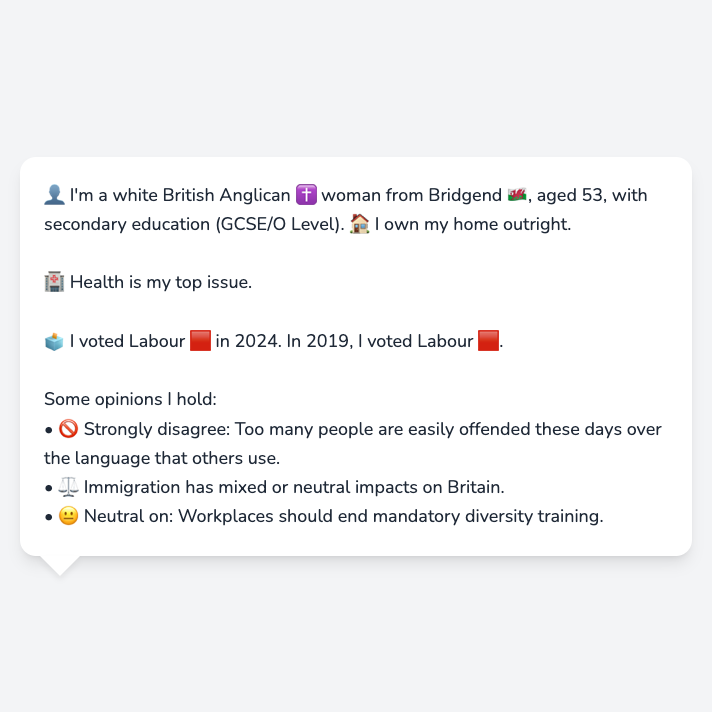 👤 I'm a white British Anglican ✝️ woman from Bridgend 🏴󠁧󠁢󠁷󠁬󠁳󠁿, aged 53, with
secondary education (GCSE/O Level). 🏠 I own my home outright.
🏥 Health is my top issue.
🗳️ I voted Labour 🟥 in 2024. In 2019, I voted Labour 🟥.
Some opinions I hold:
• 🚫 Strongly disagree: Too many people are easily offended these days over
the language that others use.
• ⚖️ Immigration has mixed or neutral impacts on Britain.
• 😐 Neutral on: Workplaces should end mandatory diversity training.